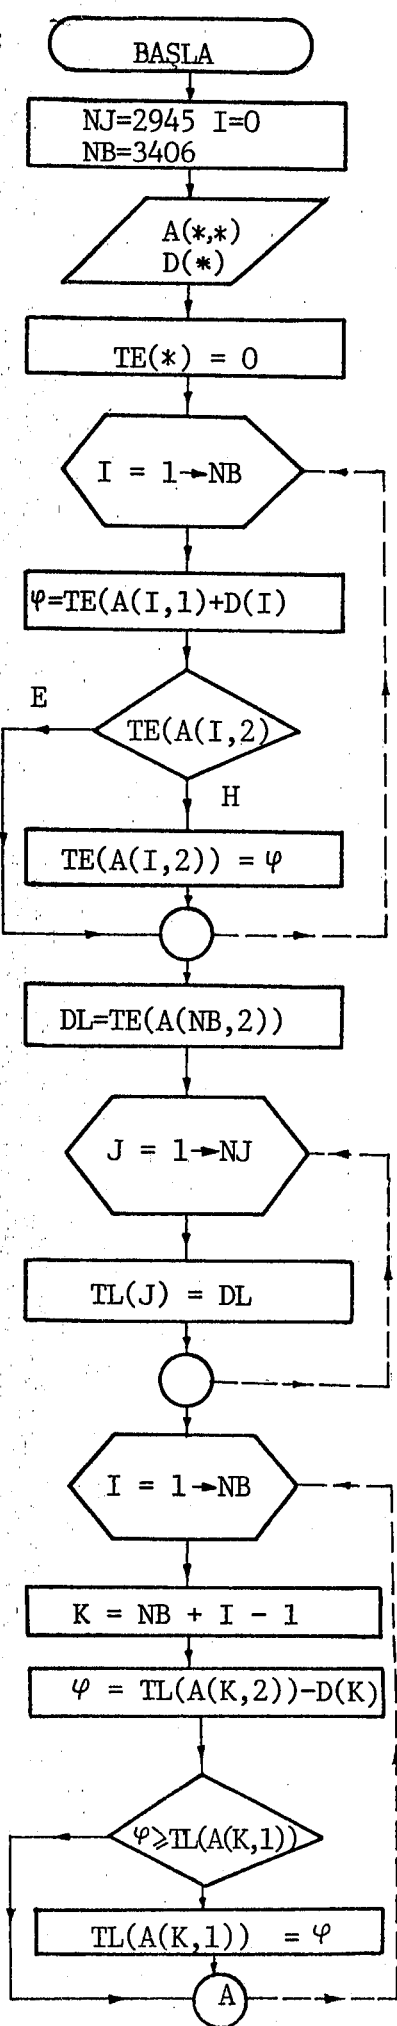 BAŞLA
NJ=2945 I=0
NB=3406
A(*,*)
D(*)
TE(*) = 0
I = 1→NB
φ=TE(A(I,1)+D(I)
E
TE(A(I,2)
H
TE(A(I,2)) = φ
DL=TE(A(NB,2))
J = 1→NJ
TL(J) = DL
I = 1→NB
K = NB + I - 1
φ = TL(A(K,2))-D(K)
φ⩾TL(A(K,1))
TL(A(K,1)) = φ
A